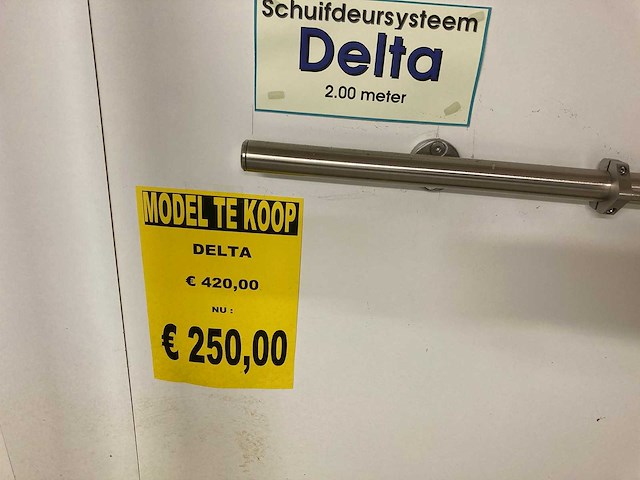 Schuifdeursysteem
Delta
2.00 meter
MODEL TE KOOP
DELTA
€ 420,00
NU :
€ 250,00